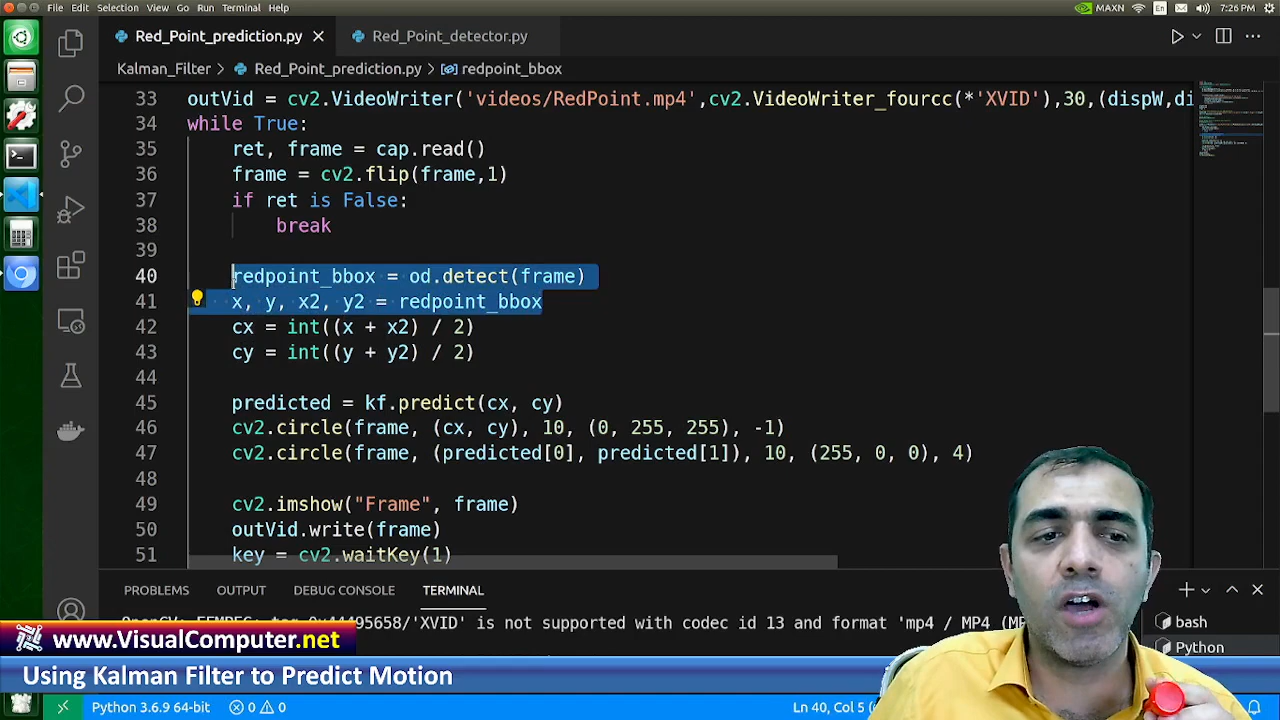 File Edit Selection View Go Run Terminal Help
MAXN
En
7:26 PM
Red_Point_prediction.py
Red_Point_detector.py
Kalman_Filter > Red_Point_prediction.py > redpoint_bbox
33 outVid = cv2.VideoWriter('videos/RedPoint.mp4',cv2.VideoWriter_fourcc(*'XVID'),30,(dispW,di
34 while True:
35 ret, frame = cap.read()
36 frame = cv2.flip(frame,1)
37 if ret is False:
38 break
39
40 redpoint_bbox = od.detect(frame)
41 x, y, x2, y2 = redpoint_bbox
42 cx = int((x + x2) / 2)
43 cy = int((y + y2) / 2)
44
45 predicted = kf.predict(cx, cy)
46 cv2.circle(frame, (cx, cy), 10, (0, 255, 255), -1)
47 cv2.circle(frame, (predicted[0], predicted[1]), 10, (255, 0, 0), 4)
48
49 cv2.imshow("Frame", frame)
50 outVid.write(frame)
51 key = cv2.waitKey(1)
PROBLEMS OUTPUT DEBUG CONSOLE TERMINAL
OpenCV: FFMPEG: tag 0x44495658/'XVID' is not supported with codec id 13 and format 'mp4 / MP4 (MP
bash
Python
www.VisualComputer.net
Using Kalman Filter to Predict Motion
Python 3.6.9 64-bit
0
0
Ln 40, Col 5